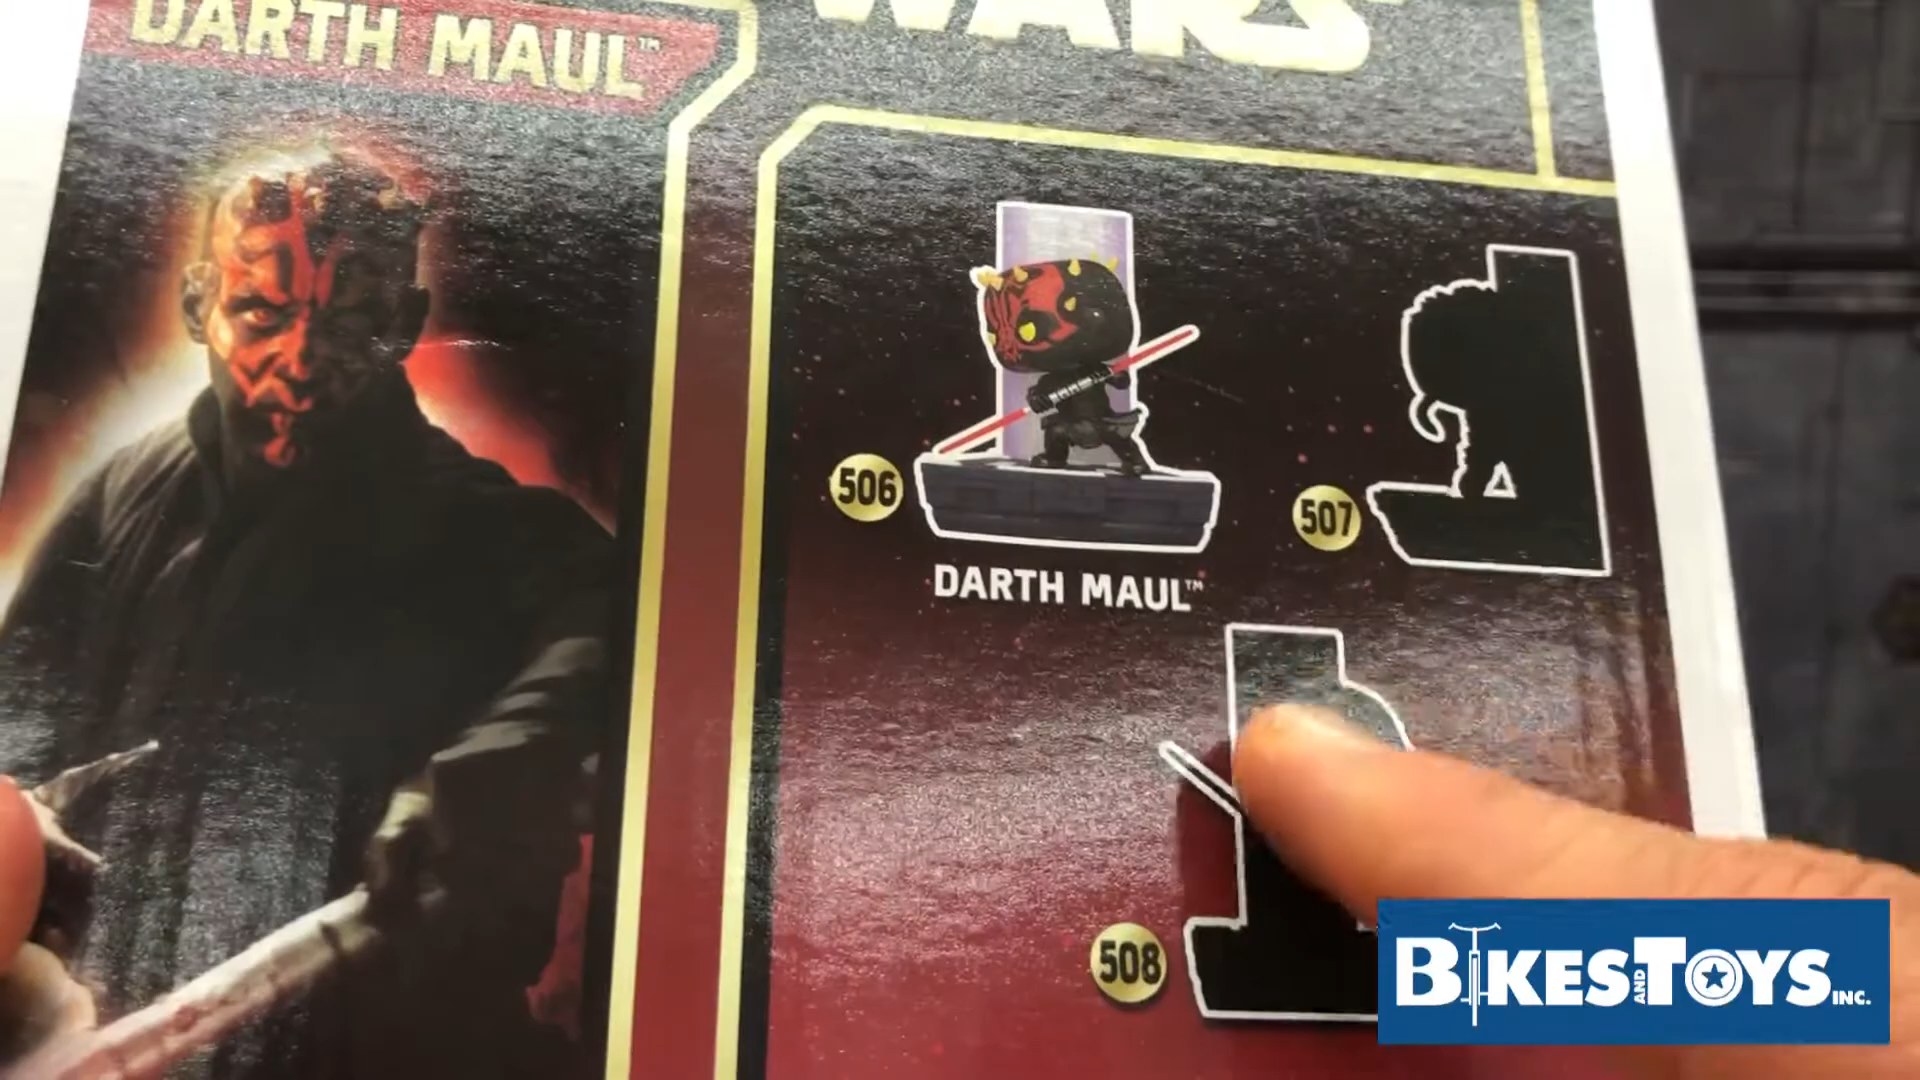 DARTH MAUL™
WARS
506
DARTH MAUL™
507
508
BIKES AND TOYS INC.